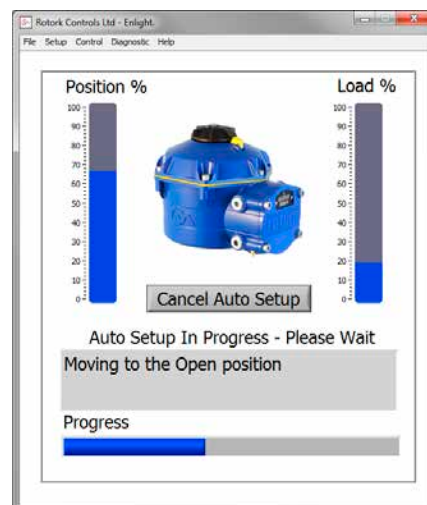 Rotork Controls Ltd - Enlight.
File Setup Control Diagnostic Help
Position %
Load %
100
90
80
70
60
50
40
30
20
10
0
100
90
80
70
60
50
40
30
20
10
0
Cancel Auto Setup
Auto Setup In Progress - Please Wait
Moving to the Open position
Progress